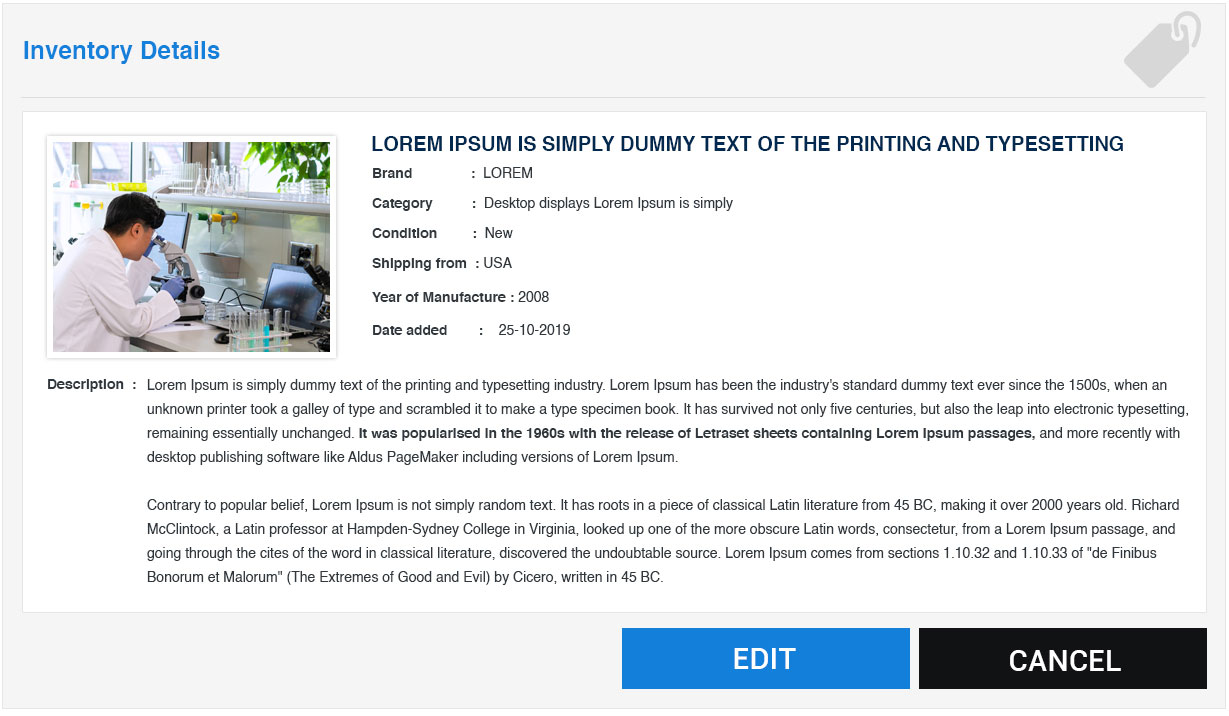 Inventory Details
LOREM IPSUM IS SIMPLY DUMMY TEXT OF THE PRINTING AND TYPESETTING
Brand : LOREM
Category : Desktop displays Lorem Ipsum is simply
Condition : New
Shipping from : USA
Year of Manufacture : 2008
Date added : 25-10-2019
Description : Lorem Ipsum is simply dummy text of the printing and typesetting industry. Lorem Ipsum has been the industry's standard dummy text ever since the 1500s, when an
unknown printer took a galley of type and scrambled it to make a type specimen book. It has survived not only five centuries, but also the leap into electronic typesetting,
remaining essentially unchanged. It was popularised in the 1960s with the release of Letraset sheets containing Lorem Ipsum passages, and more recently with
desktop publishing software like Aldus PageMaker including versions of Lorem Ipsum.
Contrary to popular belief, Lorem Ipsum is not simply random text. It has roots in a piece of classical Latin literature from 45 BC, making it over 2000 years old. Richard
McClintock, a Latin professor at Hampden-Sydney College in Virginia, looked up one of the more obscure Latin words, consectetur, from a Lorem Ipsum passage, and
going through the cites of the word in classical literature, discovered the undoubtable source. Lorem Ipsum comes from sections 1.10.32 and 1.10.33 of "de Finibus
Bonorum et Malorum" (The Extremes of Good and Evil) by Cicero, written in 45 BC.
EDIT
CANCEL